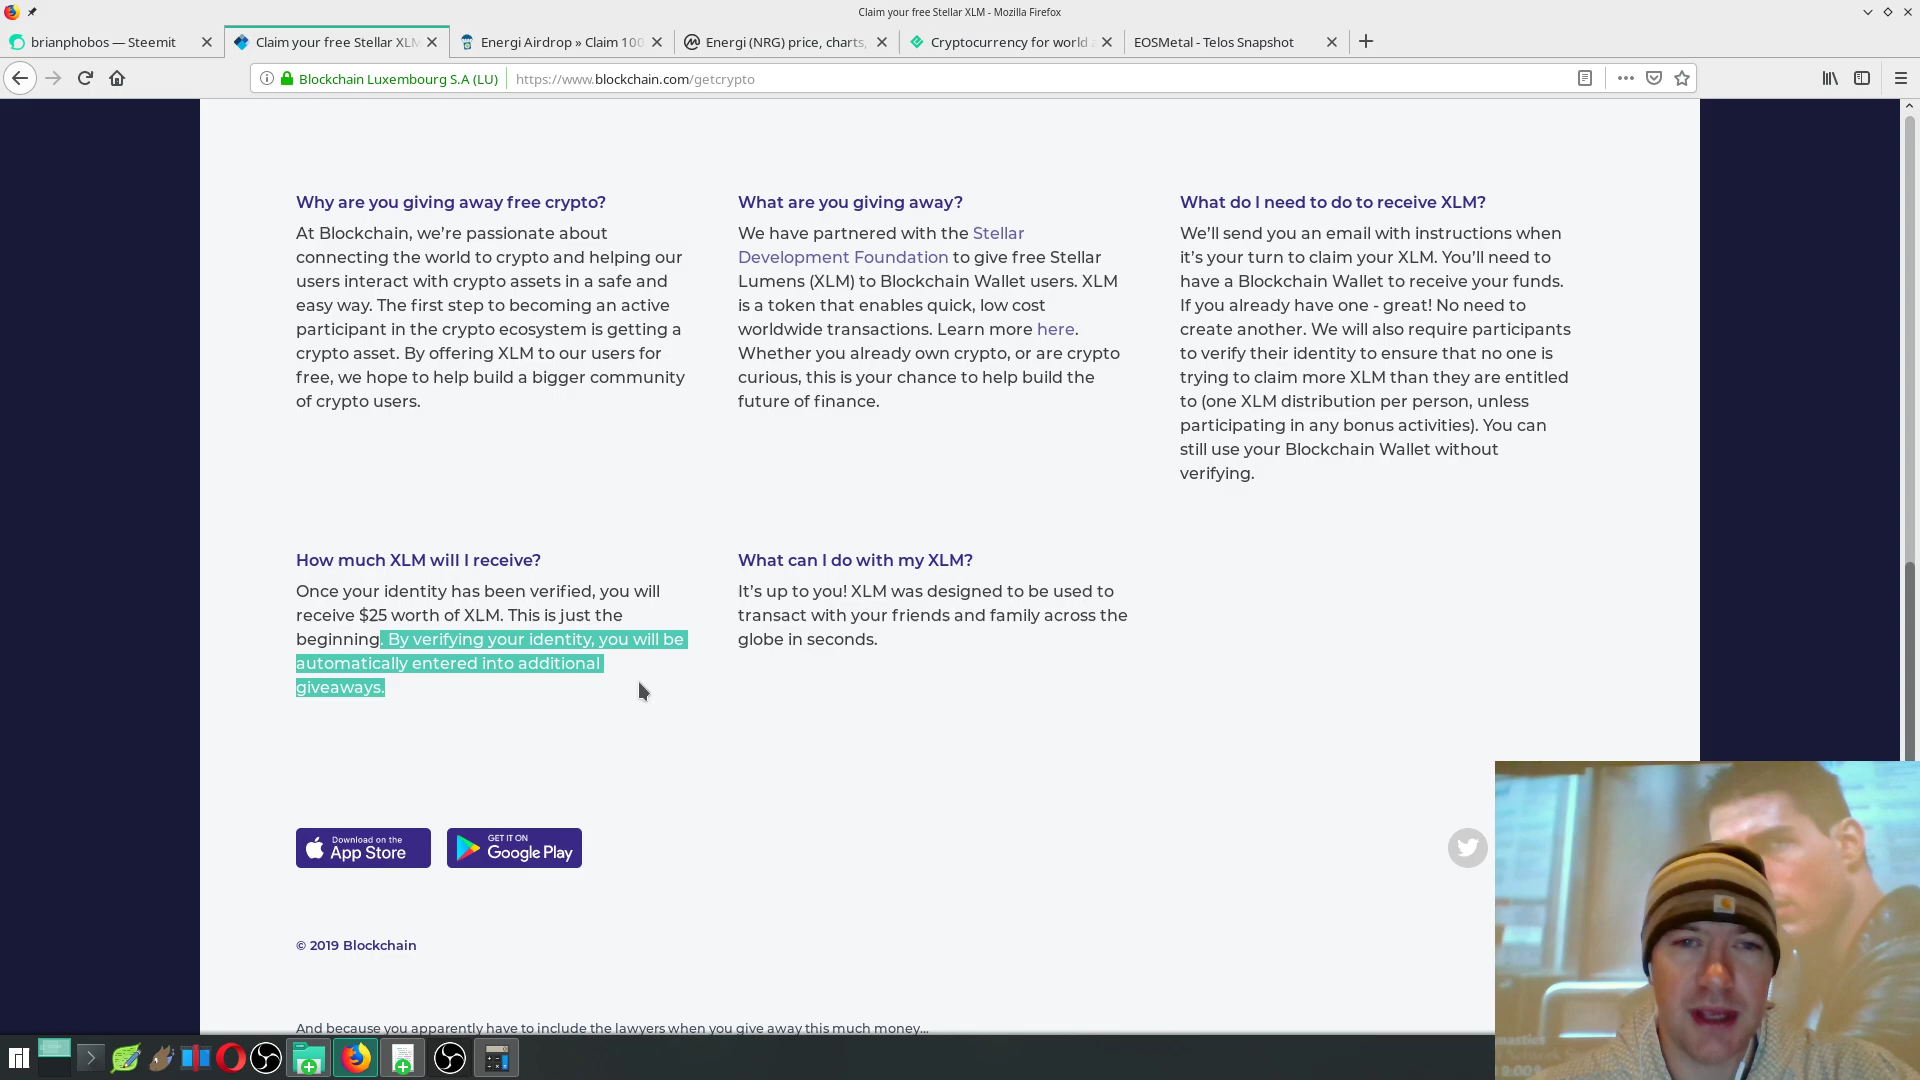 Claim your free Stellar XLM - Mozilla Firefox
brianphobos — Steemit
Claim your free Stellar XLM
Energi Airdrop » Claim 100
Energi (NRG) price, charts,
Cryptocurrency for world a
EOSMetal - Telos Snapshot
Blockchain Luxembourg S.A (LU)
https://www.blockchain.com/getcrypto
Why are you giving away free crypto?
At Blockchain, we’re passionate about
connecting the world to crypto and helping our
users interact with crypto assets in a safe and
easy way. The first step to becoming an active
participant in the crypto ecosystem is getting a
crypto asset. By offering XLM to our users for
free, we hope to help build a bigger community
of crypto users.
What are you giving away?
We have partnered with the Stellar
Development Foundation to give free Stellar
Lumens (XLM) to Blockchain Wallet users. XLM
is a token that enables quick, low cost
worldwide transactions. Learn more here.
Whether you already own crypto, or are crypto
curious, this is your chance to help build the
future of finance.
What do I need to do to receive XLM?
We’ll send you an email with instructions when
it’s your turn to claim your XLM. You’ll need to
have a Blockchain Wallet to receive your funds.
If you already have one - great! No need to
create another. We will also require participants
to verify their identity to ensure that no one is
trying to claim more XLM than they are entitled
to (one XLM distribution per person, unless
participating in any bonus activities). You can
still use your Blockchain Wallet without
verifying.
How much XLM will I receive?
Once your identity has been verified, you will
receive $25 worth of XLM. This is just the
beginning. By verifying your identity, you will be
automatically entered into additional
giveaways.
What can I do with my XLM?
It’s up to you! XLM was designed to be used to
transact with your friends and family across the
globe in seconds.
Download on the
App Store
GET IT ON
Google Play
© 2019 Blockchain
And because you apparently have to include the lawyers when you give away this much money...